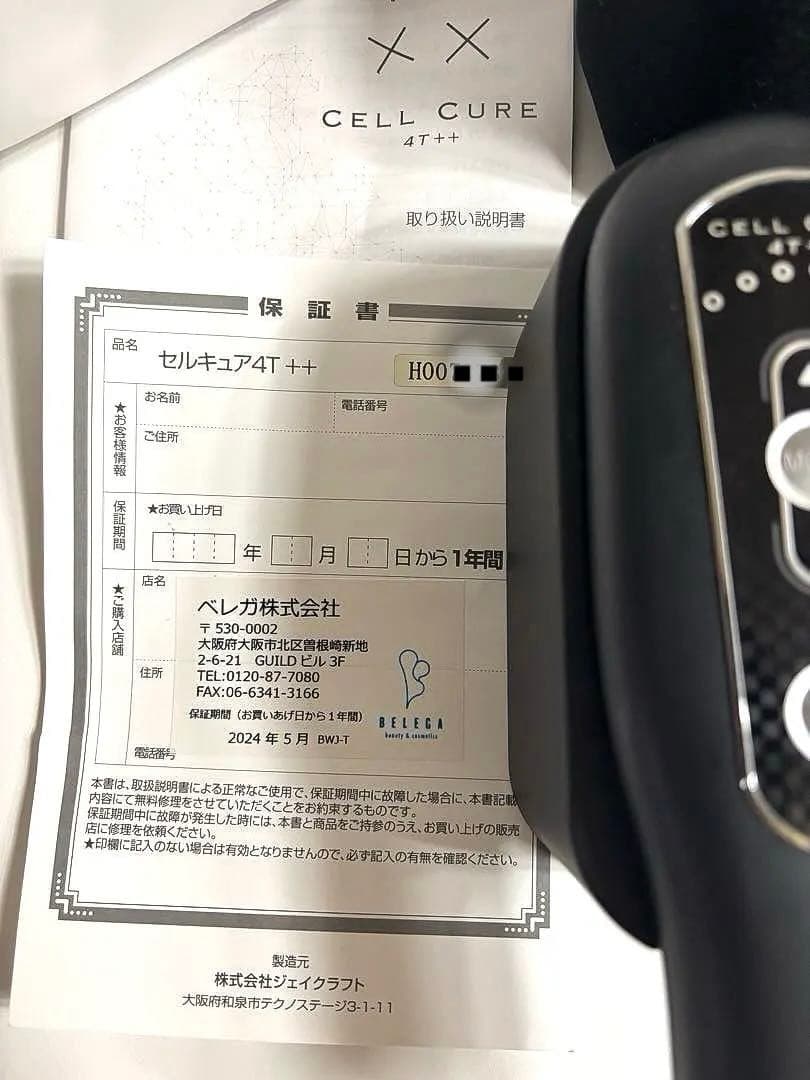 CELL CURE
4T++
取り扱い説明書
CELL
4T
保証書
品名
セルキュア4T++
H00
★お客様情報
お名前
電話番号
ご住所
保証期間
★お買い上げ日
年 月 日から1年間
★ご購入店舗
店名
ベレガ株式会社
〒530-0002
大阪府大阪市北区曽根崎新地
2-6-21 GUILDビル 3F
TEL:0120-87-7080
FAX:06-6341-3166
保証期間（お買いあげ日から1年間）
2024年5月 BWJ-T
BELEGA
beauty & cosmetics
住所
電話番号
本書は、取扱説明書による正常なご使用で、保証期間中に故障した場合に、本書記載
内容にて無料修理をさせていただくことをお約束するものです。
保証期間中に故障が発生した時には、本書と商品をご持参のうえ、お買い上げの販売
店に修理を依頼ください。
★印欄に記入のない場合は有効となりませんので、必ず記入の有無を確認ください。
製造元
株式会社ジェイクラフト
大阪府和泉市テクノステージ3-1-11